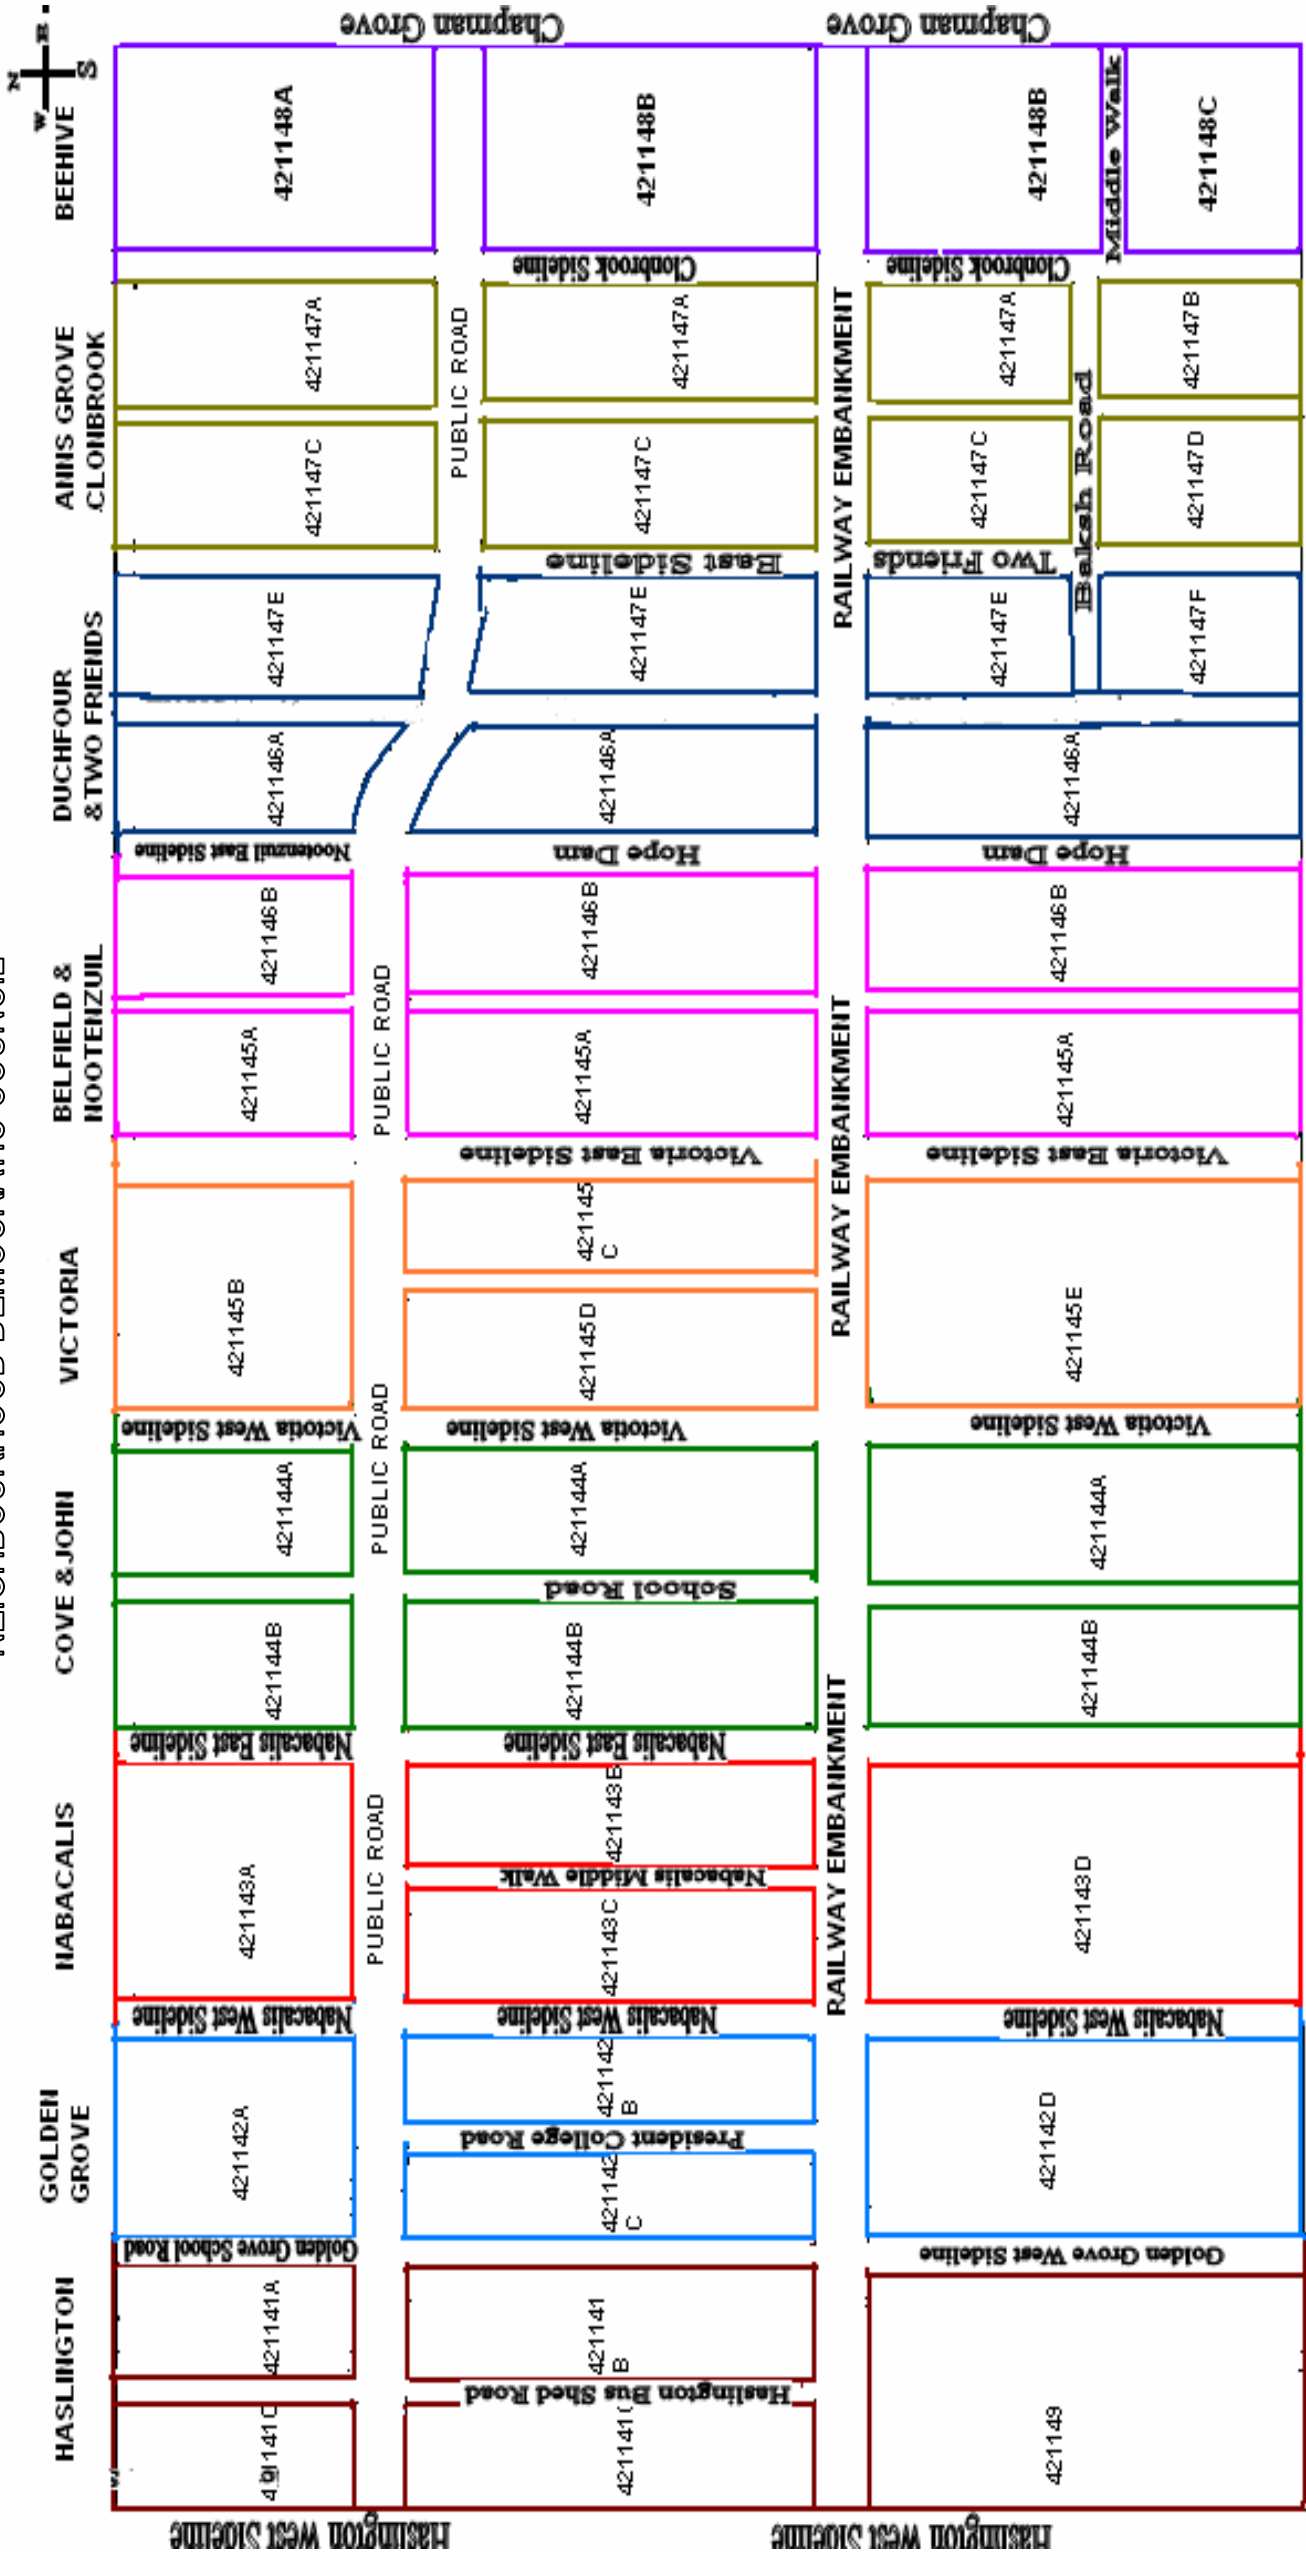 Chapman Grove
Chapman Grove
N
E
W
S
BEEHIVE
421148A
421148B
421148B
Middle Walk
421148C
Clonbrook Sideline
Clonbrook Sideline
ANNS GROVE
CLONBROOK
421147A
PUBLIC ROAD
421147A
RAILWAY EMBANKMENT
421147A
421147B
421147C
421147C
421147C
Baksh Road
421147D
East Sideline
Two Friends
DUCHFOUR
& TWO FRIENDS
421147E
421147E
421147E
421147F
421146A
421146A
421146A
Nootenzuil East Sideline
Hope Dam
Hope Dam
BELFIELD &
NOOTENZUIL
421146B
421146B
421146B
421145A
PUBLIC ROAD
421145A
RAILWAY EMBANKMENT
421145A
Victoria East Sideline
Victoria East Sideline
VICTORIA
421145B
421145
C
421145D
421145E
Victoria West Sideline
Victoria West Sideline
Victoria West Sideline
COVE & JOHN
PUBLIC ROAD
421144A
421144A
421144A
School Road
421144B
421144B
421144B
Nabacalis East Sideline
Nabacalis East Sideline
NABACALIS
421143A
PUBLIC ROAD
421143B
Nabacalis Middle Walk
421143C
RAILWAY EMBANKMENT
421143D
Nabacalis West Sideline
Nabacalis West Sideline
Nabacalis West Sideline
GOLDEN
GROVE
421142A
421142
B
President College Road
421142
C
421142D
Golden Grove School Road
Golden Grove West Sideline
HASLINGTON
421141A
421141
B
Haslington Bus Shed Road
421149
Haslington West Sideline
Haslington West Sideline